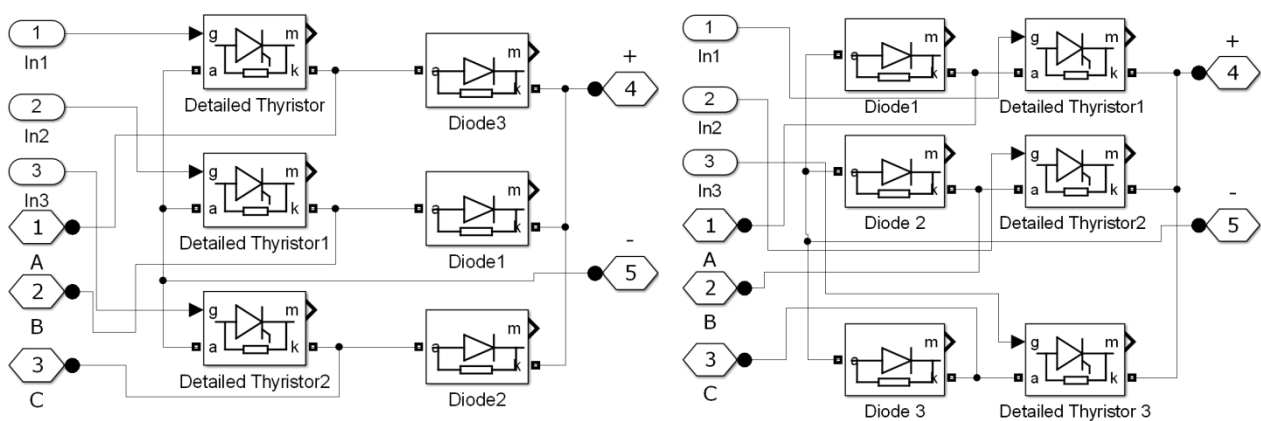 1
In1
2
In2
3
In3
1
A
2
B
3
C
g
m
a
k
Detailed Thyristor
g
m
a
k
Detailed Thyristor1
g
m
a
k
Detailed Thyristor2
m
a
k
Diode3
m
a
k
Diode1
m
a
k
Diode2
+
4
-
5
1
In1
2
In2
3
In3
1
A
2
B
3
C
m
a
k
Diode1
m
a
k
Diode 2
m
a
k
Diode 3
g
m
a
k
Detailed Thyristor1
g
m
a
k
Detailed Thyristor2
g
m
a
k
Detailed Thyristor 3
+
4
-
5